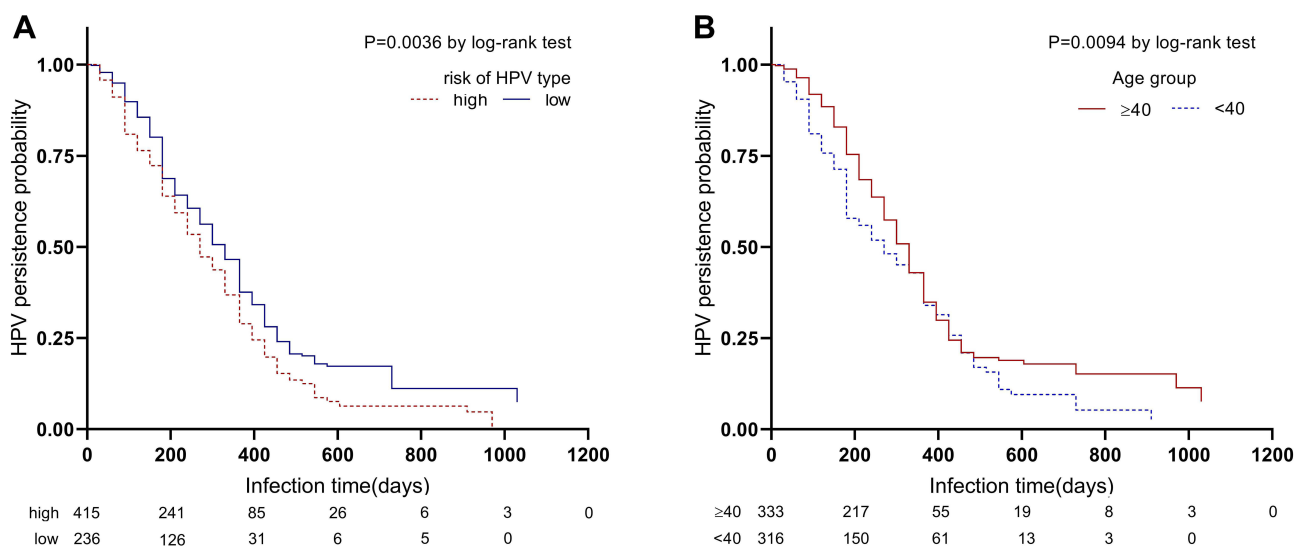 A
P=0.0036 by log-rank test
risk of HPV type
high low
HPV persistence probability
1.00
0.75
0.50
0.25
0.00
0 200 400 600 800 1000 1200
Infection time(days)
high 415 241 85 26 6 3 0
low 236 126 31 6 5 0
B
P=0.0094 by log-rank test
Age group
≥40 <40
HPV persistence probability
1.00
0.75
0.50
0.25
0.00
0 200 400 600 800 1000 1200
Infection time(days)
≥40 333 217 55 19 8 3 0
<40 316 150 61 13 3 0